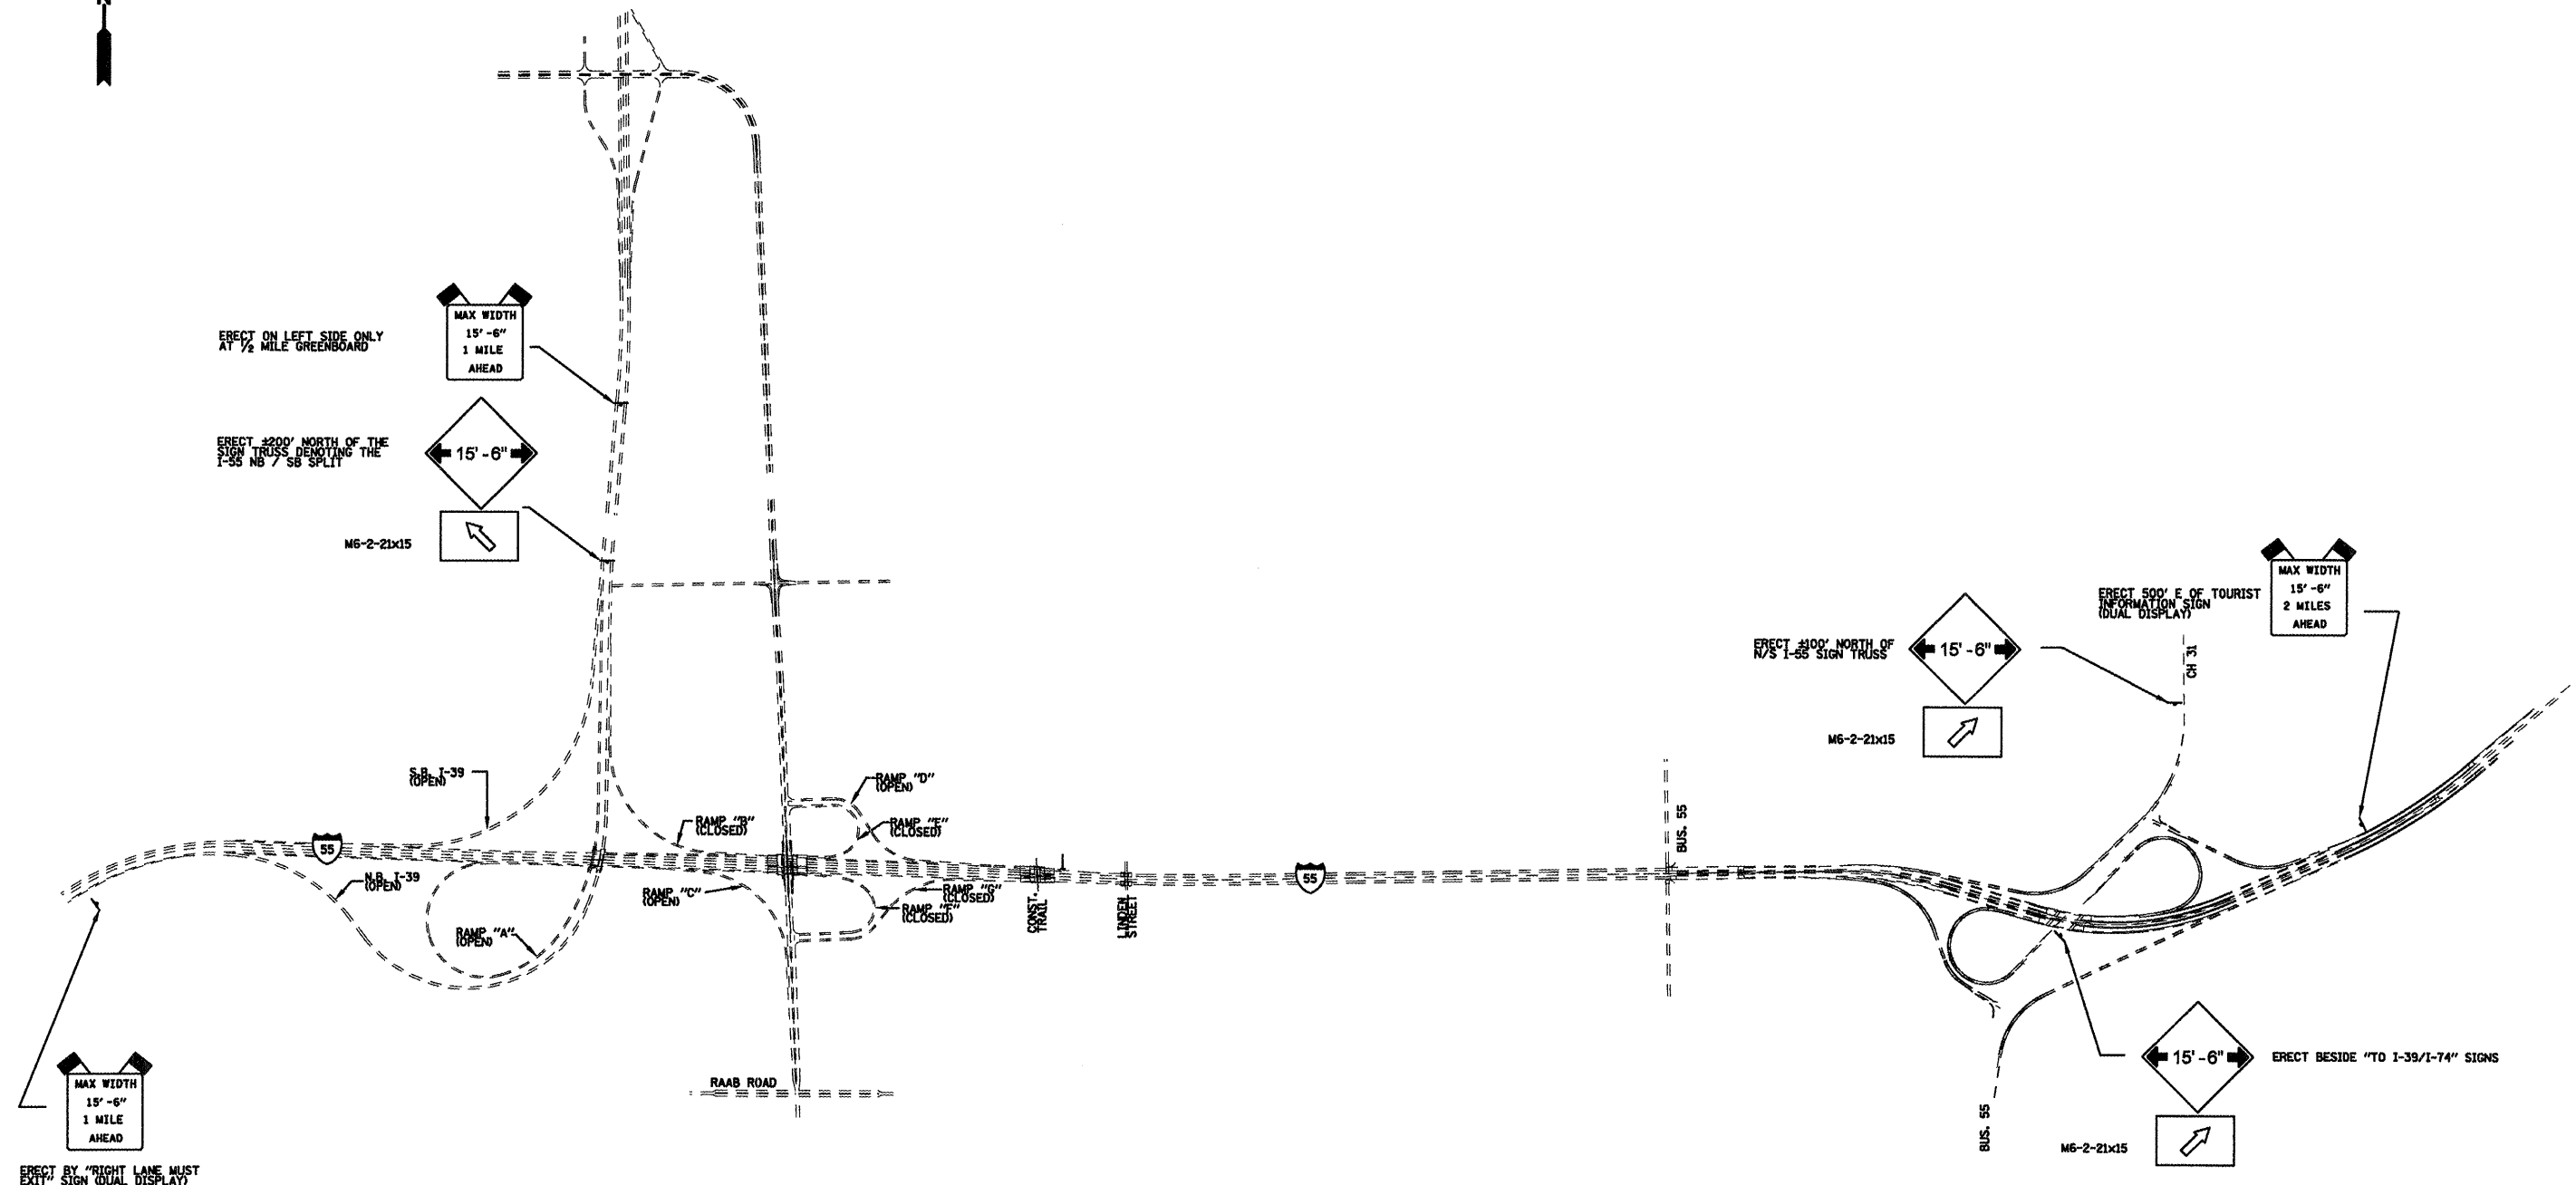 N
MAX WIDTH
15'-6"
1 MILE
AHEAD
ERECT ON LEFT SIDE ONLY
AT 1/2 MILE GREENBOARD
ERECT ±200' NORTH OF THE
SIGN TRUSS DENOTING THE
I-55 NB / SB SPLIT
15'-6"
M6-2-21x15
MAX WIDTH
15'-6"
2 MILES
AHEAD
ERECT 500' E OF TOURIST
INFORMATION SIGN
(DUAL DISPLAY)
ERECT ±100' NORTH OF
N/S I-55 SIGN TRUSS
15'-6"
M6-2-21x15
CH 31
S.B. I-39
(OPEN)
RAMP "D"
(OPEN)
RAMP "B"
(CLOSED)
RAMP "E"
(CLOSED)
BUS. 55
55
N.B. I-39
(OPEN)
RAMP "C"
(OPEN)
RAMP "G"
(CLOSED)
RAMP "F"
(CLOSED)
RAMP "A"
(OPEN)
CONST.
TRAIL
LINDEN
STREET
55
MAX WIDTH
15'-6"
1 MILE
AHEAD
ERECT BY "RIGHT LANE MUST
EXIT" SIGN (DUAL DISPLAY)
RAAB ROAD
BUS. 55
15'-6"
ERECT BESIDE "TO I-39/I-74" SIGNS
M6-2-21x15